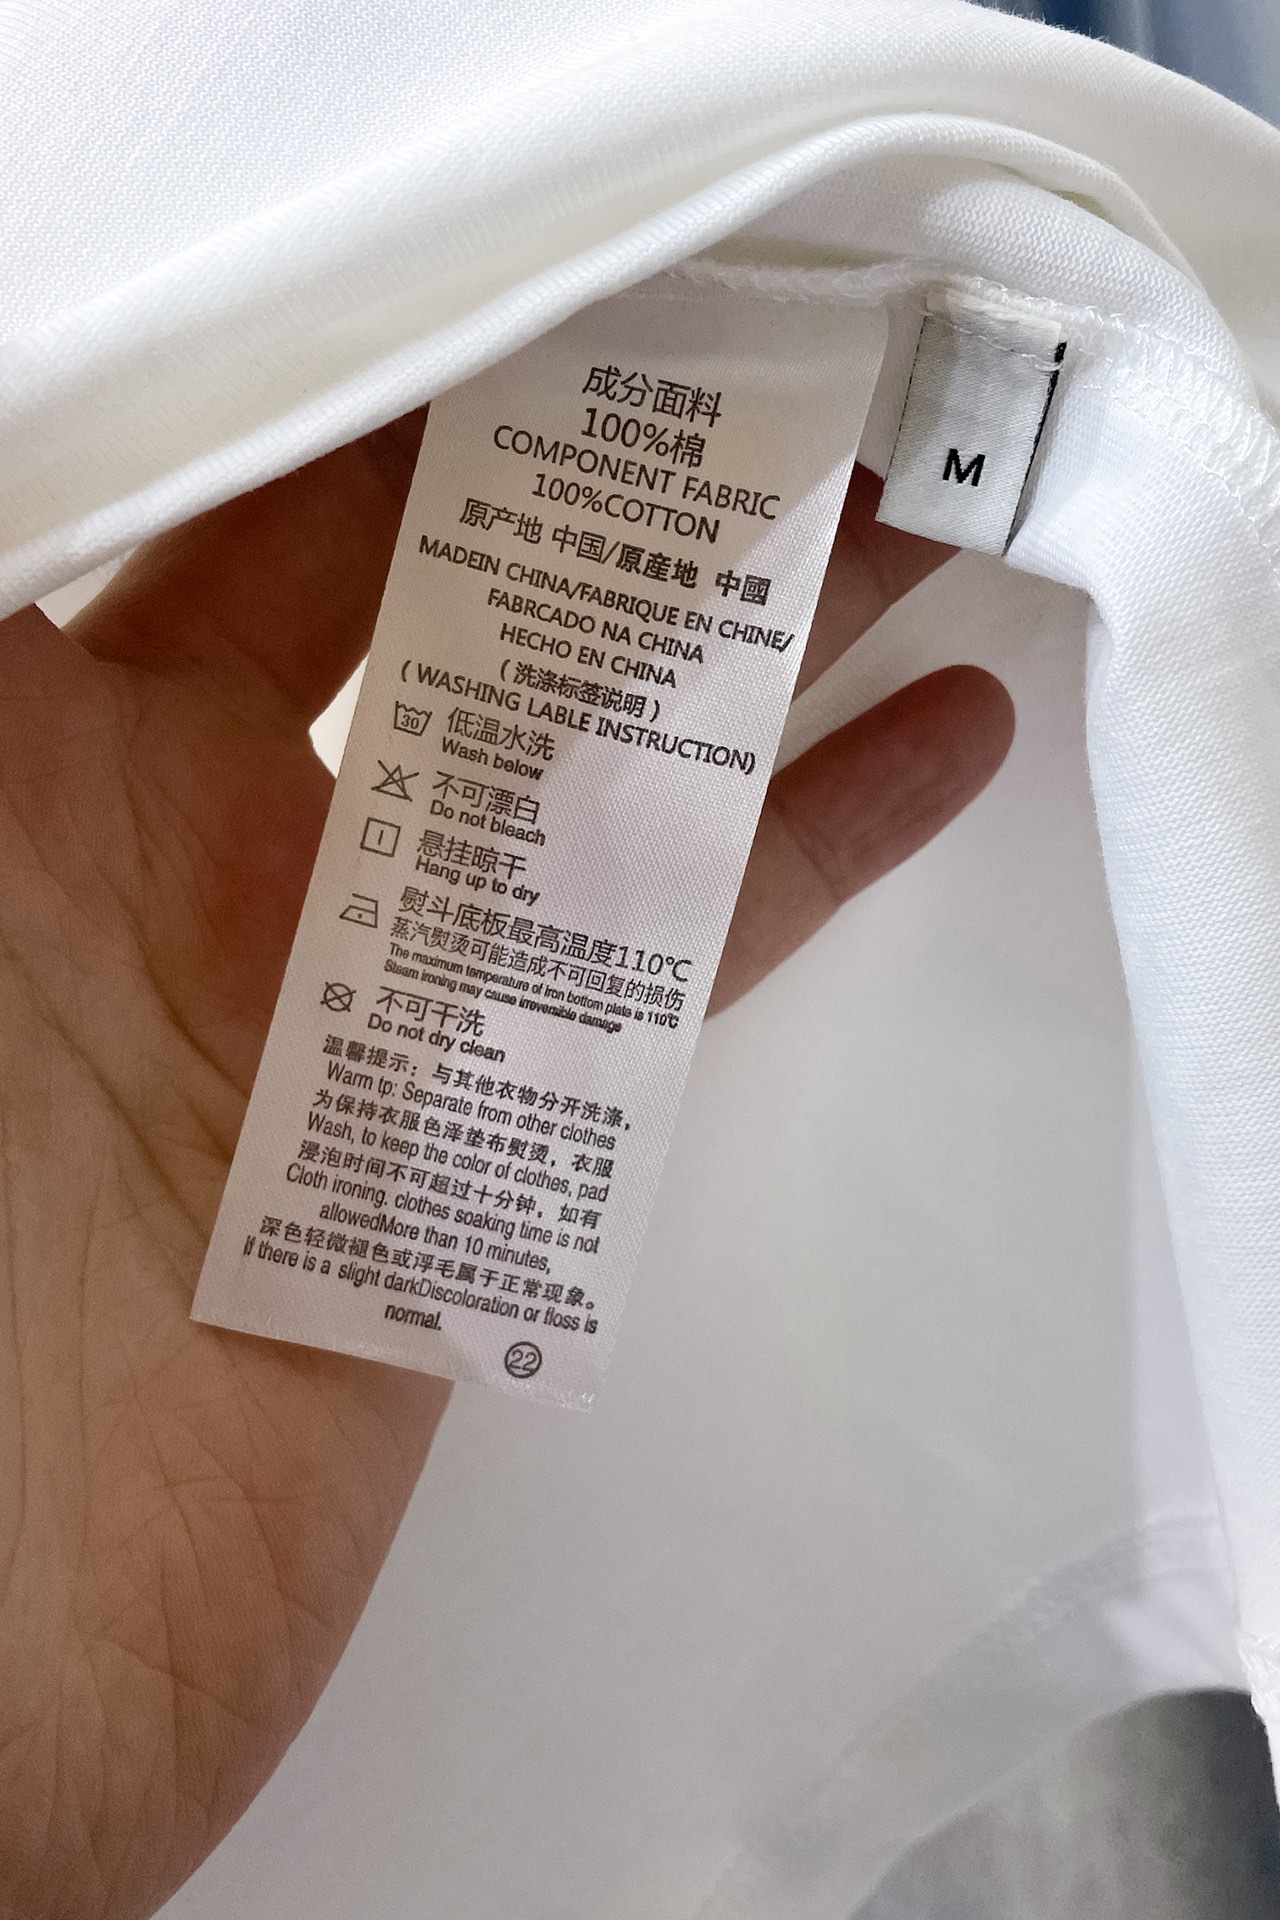 成分面料
100%棉
COMPONENT FABRIC
100%COTTON
原产地 中国/原產地 中國
MADEIN CHINA/FABRIQUE EN CHINE/
FABRCADO NA CHINA
HECHO EN CHINA
(洗涤标签说明)
(WASHING LABLE INSTRUCTION)
30 低温水洗
Wash below
不可漂白
Do not bleach
悬挂晾干
Hang up to dry
熨斗底板最高温度110℃
蒸汽熨烫可能造成不可回复的损伤
The maximum temperature of iron bottom plate is 110℃
Steam ironing may cause irreversible damage
不可干洗
Do not dry clean
温馨提示：与其他衣物分开洗涤，
Warm tp: Separate from other clothes
为保持衣服色泽垫布熨烫，衣服
Wash, to keep the color of clothes, pad
浸泡时间不可超过十分钟，如有
Cloth ironing. clothes soaking time is not
allowedMore than 10 minutes,
深色轻微褪色或浮毛属于正常现象。
If there is a slight darkDiscoloration or floss is
normal.
22
M